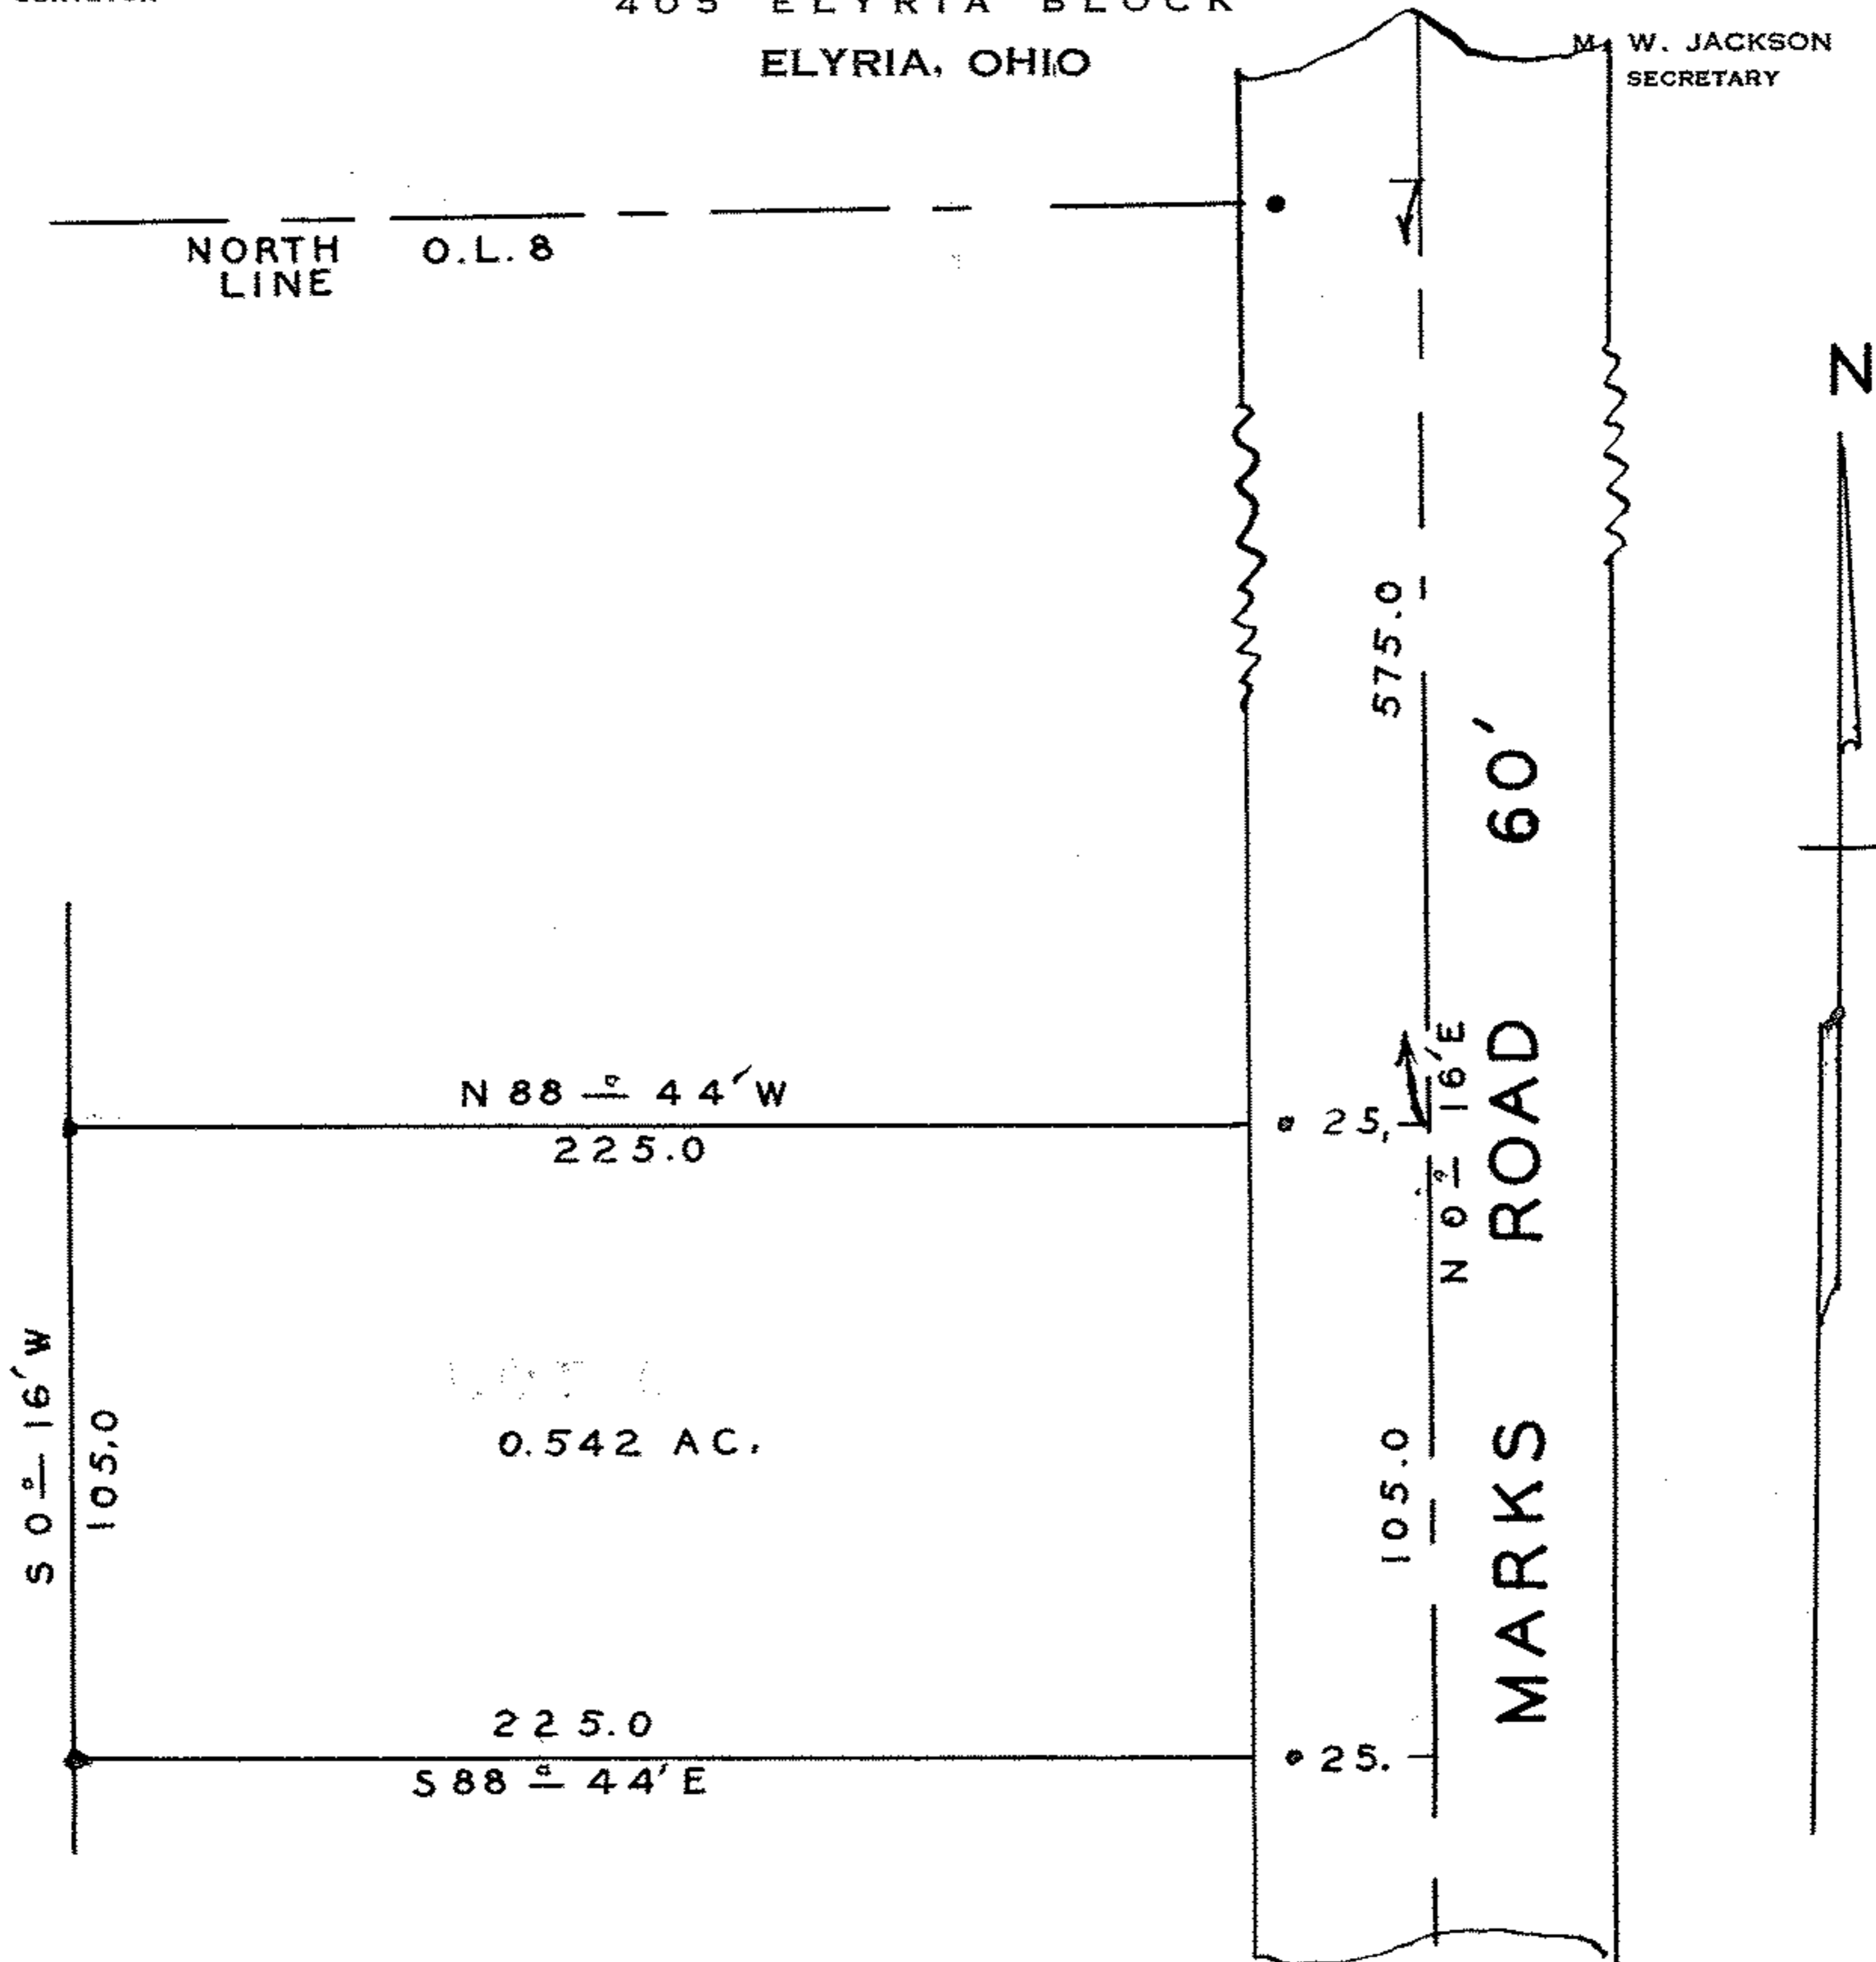 405 ELYRIA BLOCK
ELYRIA, OHIO
M. W. JACKSON
SECRETARY
NORTH LINE
O.L. 8
N
575.0
MARKS ROAD 60'
N 0° 16' E
N 88° 44' W
225.0
25.
S 0° 16' W
105.0
0.542 AC.
105.0
225.0
S 88° 44' E
25.